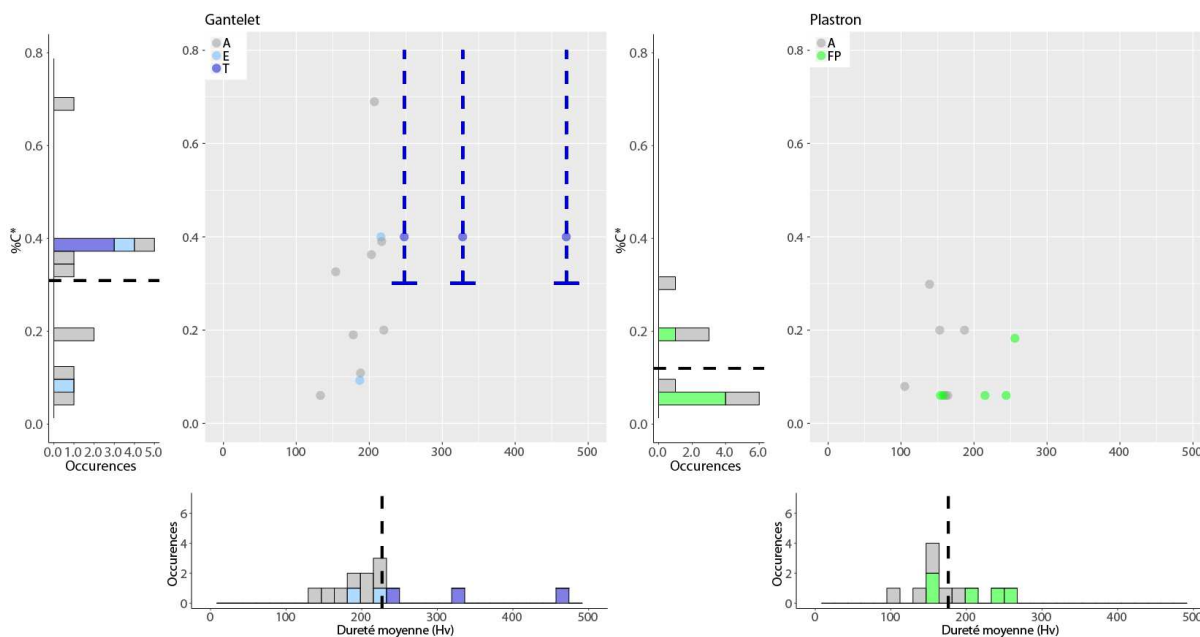 Gantelet
A
E
T
0.8
0.6
0.4
0.2
0.0
%C*
0.0 1.0 2.0 3.0 4.0 5.0
Occurences
0.8
0.6
0.4
0.2
0.0
0 100 200 300 400 500
6
4
2
0
Occurences
0 100 200 300 400 500
Dureté moyenne (Hv)
Plastron
A
FP
0.8
0.6
0.4
0.2
0.0
%C*
0.0 2.0 4.0 6.0
Occurences
0.8
0.6
0.4
0.2
0.0
0 100 200 300 400 500
6
4
2
0
Occurences
0 100 200 300 400 500
Dureté moyenne (Hv)